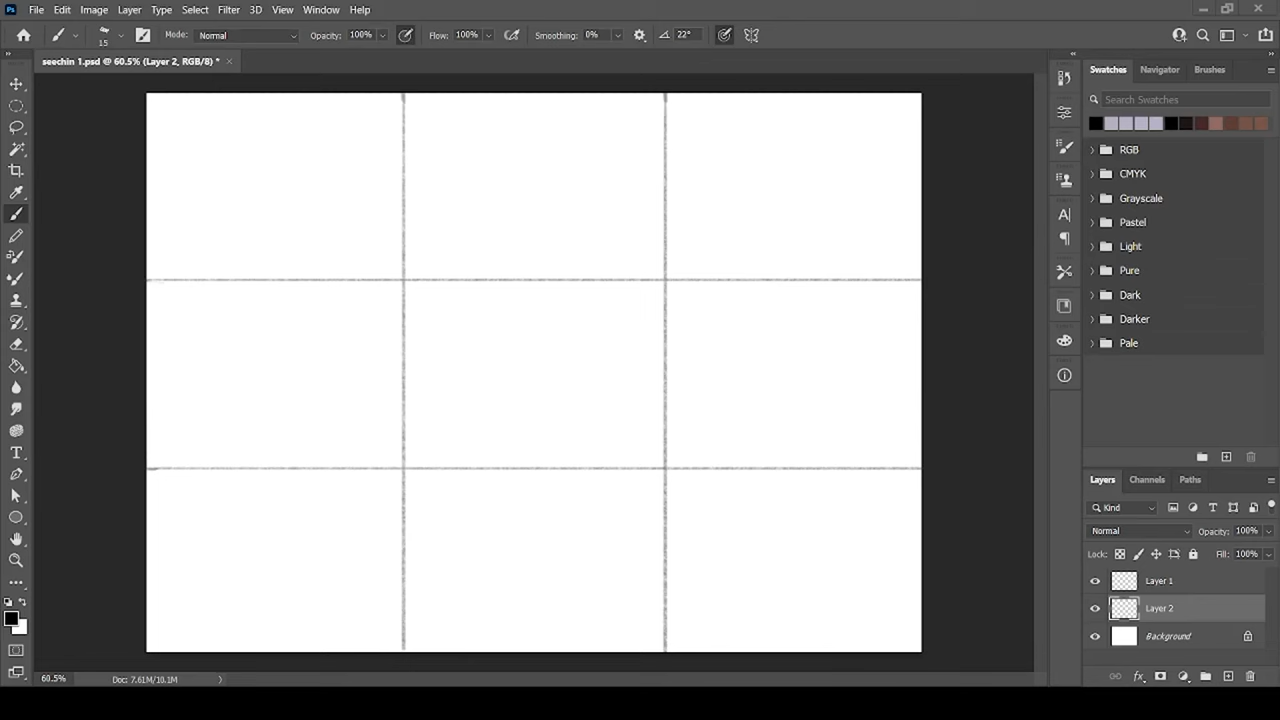 Ps File Edit Image Layer Type Select Filter 3D View Window Help
15 Mode: Normal Opacity: 100% Flow: 100% Smoothing: 0% 22°
seechin 1.psd @ 60.5% (Layer 2, RGB/8) *
Swatches Navigator Brushes
Search Swatches
RGB
CMYK
Grayscale
Pastel
Light
Pure
Dark
Darker
Pale
Layers Channels Paths
Kind
Normal Opacity: 100%
Lock: Fill: 100%
Layer 1
Layer 2
Background
60.5% Doc: 7.61M/10.1M